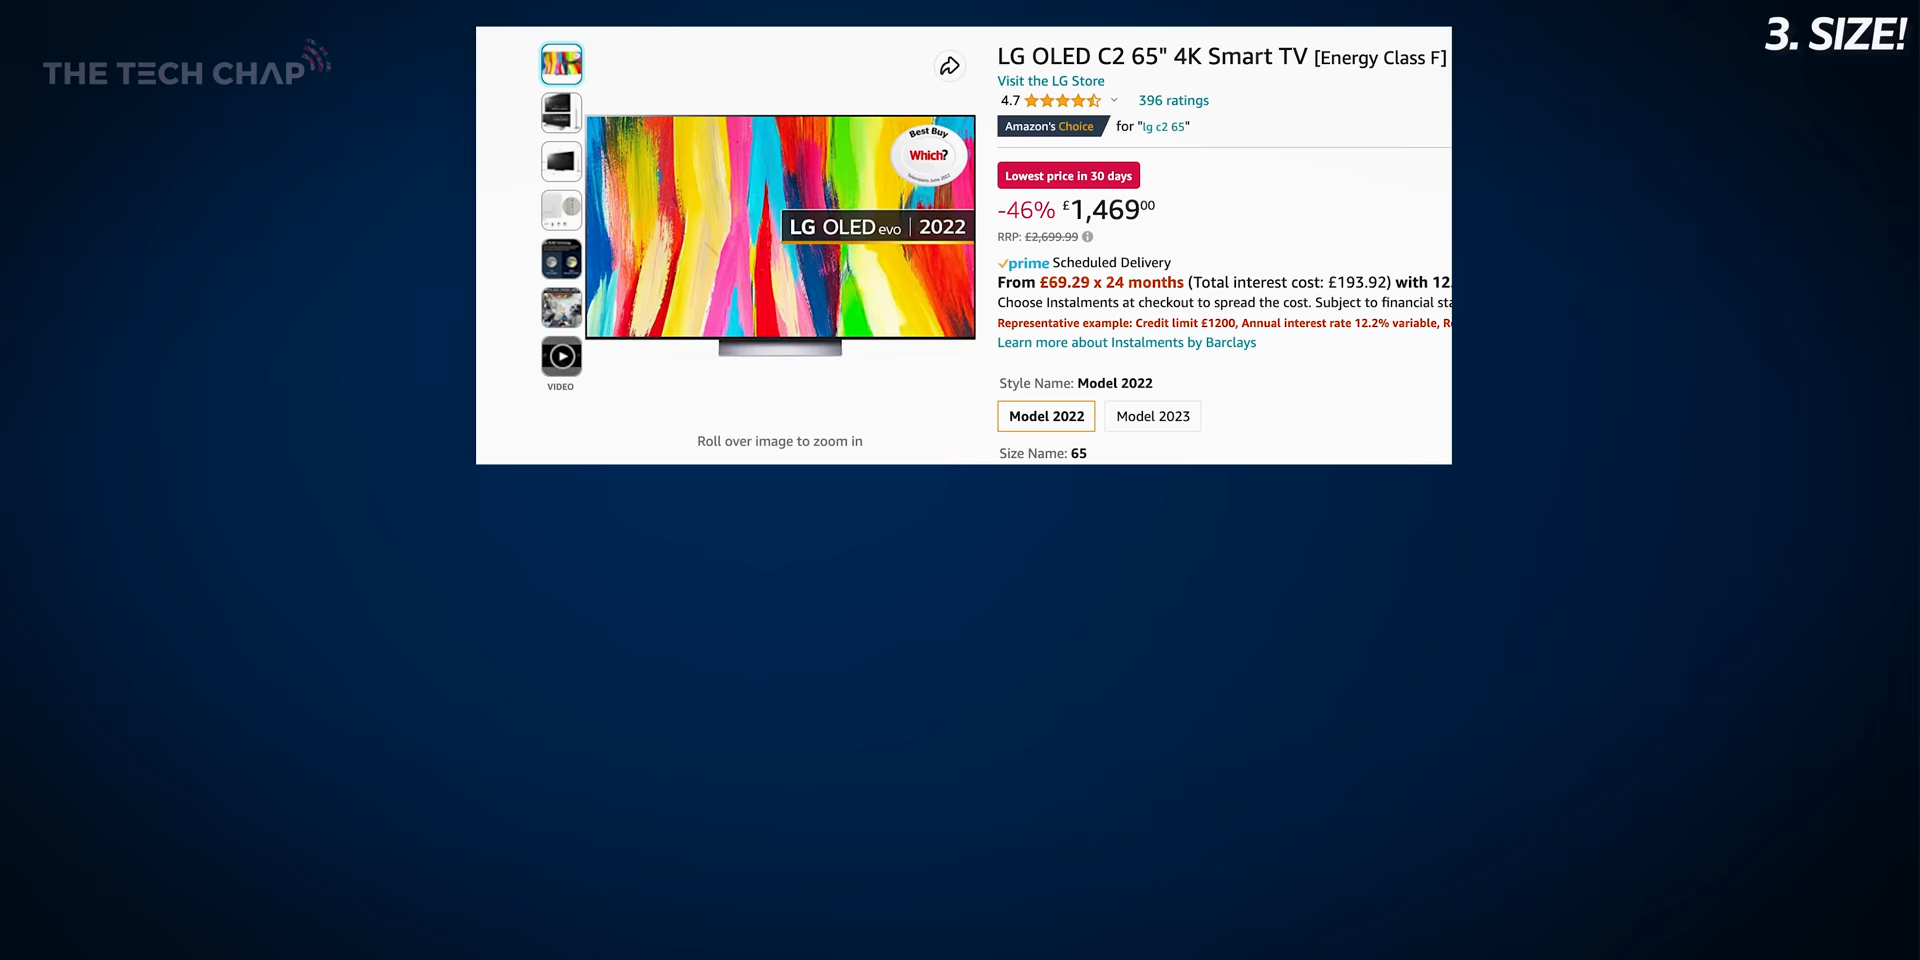 THE TECH CHAP
3. SIZE!
LG OLED C2 65" 4K Smart TV [Energy Class F]
Visit the LG Store
4.7 396 ratings
Amazon's Choice for "lg c2 65"
Lowest price in 30 days
-46% £1,469⁰⁰
RRP: £2,699.99
prime Scheduled Delivery
From £69.29 x 24 months (Total interest cost: £193.92) with 12.
Choose Instalments at checkout to spread the cost. Subject to financial sta
Representative example: Credit limit £1200, Annual interest rate 12.2% variable, R
Learn more about Instalments by Barclays
Style Name: Model 2022
Model 2022 Model 2023
Size Name: 65
Best Buy
Which?
Televisions June 2022
LG OLED evo | 2022
VIDEO
Roll over image to zoom in